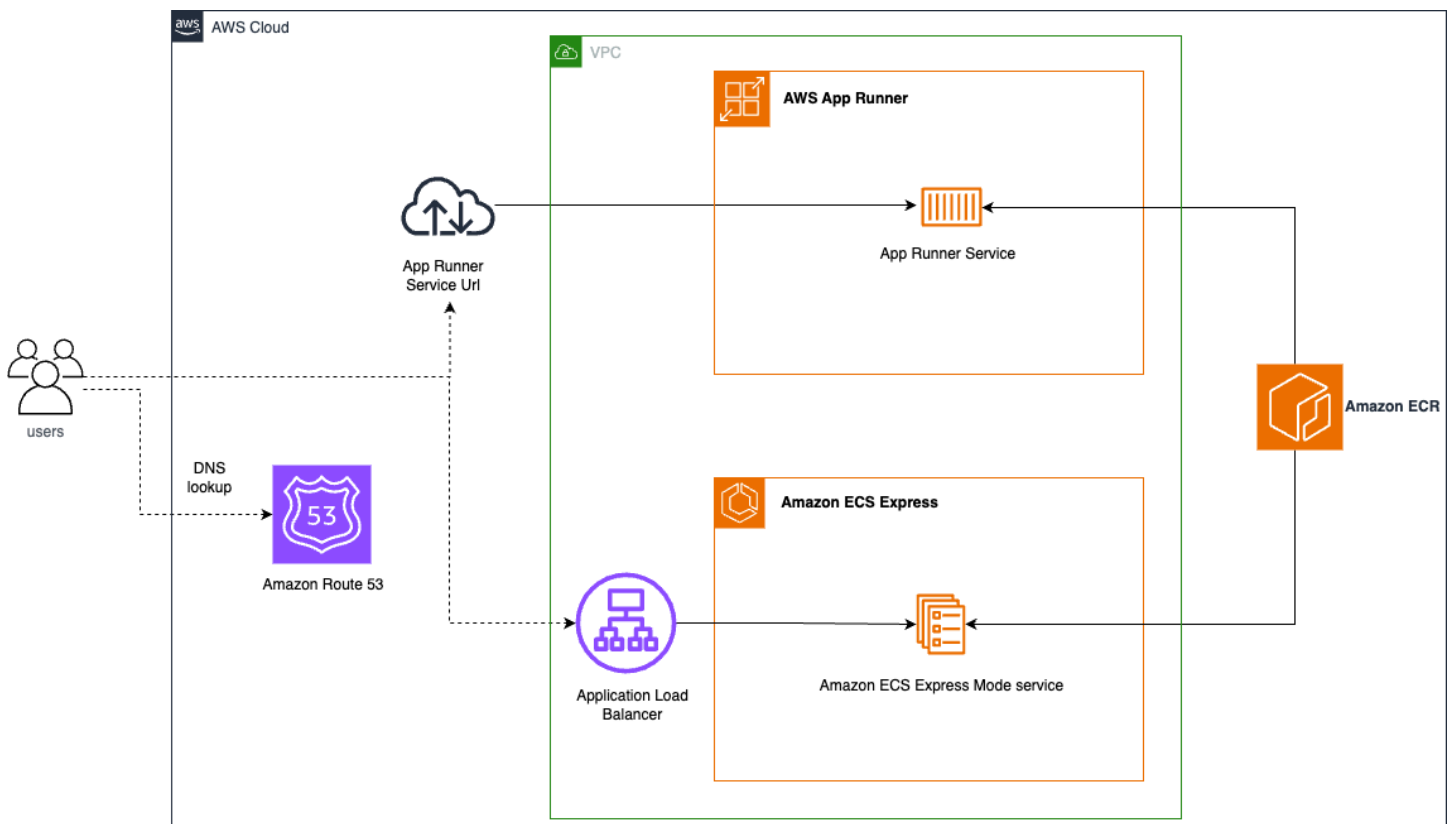 aws
AWS Cloud
VPC
AWS App Runner
App Runner Service
App Runner
Service Url
users
DNS
lookup
53
Amazon Route 53
Amazon ECR
Amazon ECS Express
Amazon ECS Express Mode service
Application Load
Balancer